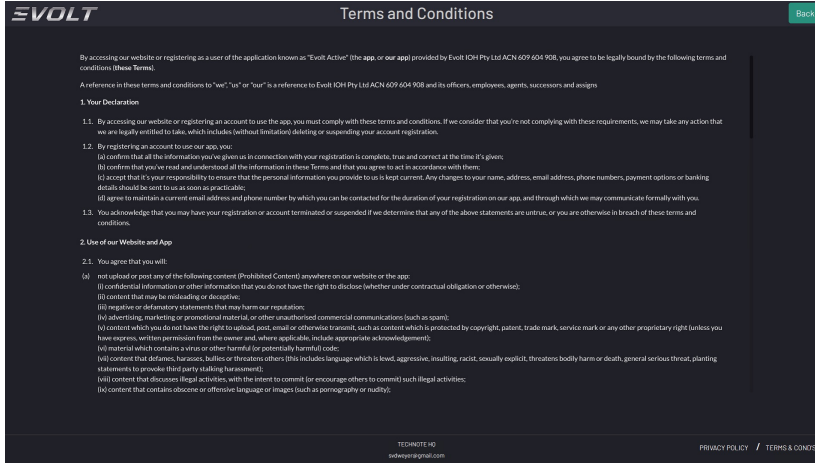 EVOLT
Terms and Conditions
Back
By accessing our website or registering as a user of the application known as "Evolt Active" (the app, or our app) provided by Evolt IOH Pty Ltd ACN 609 604 908, you agree to be legally bound by the following terms and
conditions (these Terms).
A reference in these terms and conditions to "we", "us" or "our" is a reference to Evolt IOH Pty Ltd ACN 609 604 908 and its officers, employees, agents, successors and assigns
1. Your Declaration
1.1. By accessing our website or registering an account to use the app, you must comply with these terms and conditions. If we consider that you're not complying with these requirements, we may take any action that
we are legally entitled to take, which includes (without limitation) deleting or suspending your account registration.
1.2. By registering an account to use our app, you:
(a) confirm that all the information you've given us in connection with your registration is complete, true and correct at the time it's given;
(b) confirm that you've read and understood all the information in these Terms and that you agree to act in accordance with them;
(c) accept that it's your responsibility to ensure that the personal information you provide to us is kept current. Any changes to your name, address, email address, phone numbers, payment options or banking
details should be sent to us as soon as practicable;
(d) agree to maintain a current email address and phone number by which you can be contacted for the duration of your registration on our app, and through which we may communicate formally with you.
1.3. You acknowledge that you may have your registration or account terminated or suspended if we determine that any of the above statements are untrue, or you are otherwise in breach of these terms and
conditions.
2. Use of our Website and App
2.1. You agree that you will:
(a) not upload or post any of the following content (Prohibited Content) anywhere on our website or the app:
(i) confidential information or other information that you do not have the right to disclose (whether under contractual obligation or otherwise);
(ii) content that may be misleading or deceptive;
(iii) negative or defamatory statements that may harm our reputation;
(iv) advertising, marketing or promotional material, or other unauthorised commercial communications (such as spam);
(v) content which you do not have the right to upload, post, email or otherwise transmit, such as content which is protected by copyright, patent, trade mark, service mark or any other proprietary right (unless you
have express, written permission from the owner and, where applicable, include appropriate acknowledgement);
(vi) material which contains a virus or other harmful (or potentially harmful) code;
(vii) content that defames, harasses, bullies or threatens others (this includes language which is lewd, aggressive, insulting, racist, sexually explicit, threatens bodily harm or death, general serious threat, planting
statements to provoke third party stalking harassment);
(viii) content that discusses illegal activities, with the intent to commit (or encourage others to commit) such illegal activities;
(ix) content that contains obscene or offensive language or images (such as pornography or nudity);
TECHNOTE HQ
svdweyer@gmail.com
PRIVACY POLICY / TERMS & COND'S